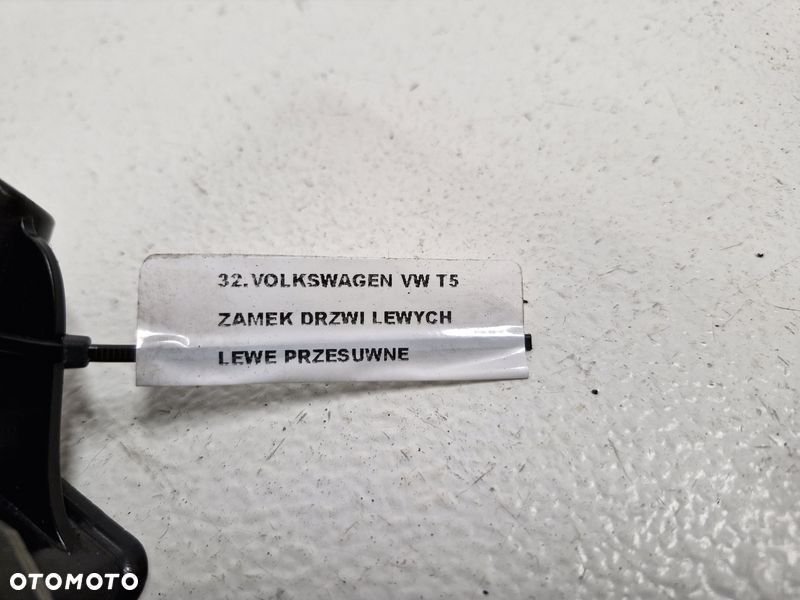 32.VOLKSWAGEN VW T5
ZAMEK DRZWI LEWYCH
LEWE PRZESUWNE
OTOMOTO